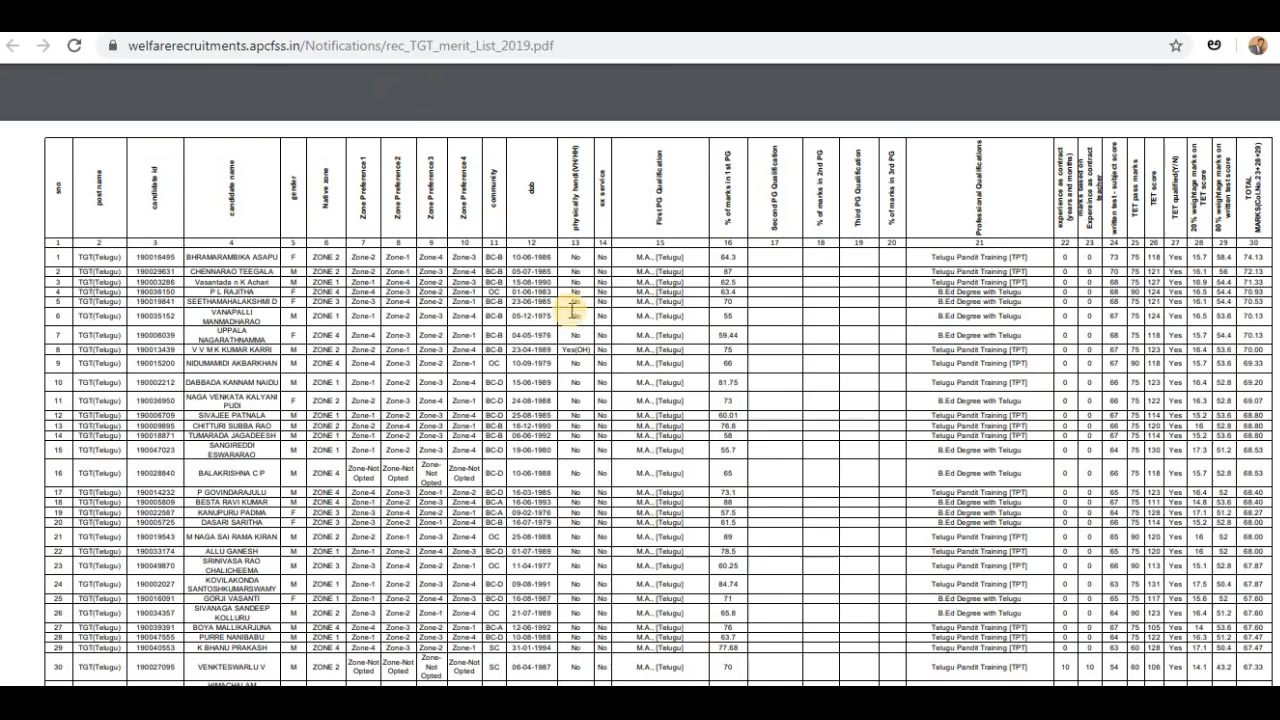 welfarerecruitments.apcfss.in/Notifications/rec_TGT_merit_List_2019.pdf
sno post name candidate id candidate name gender Native zone Zone Preference1 Zone Preference2 Zone Preference3 Zone Preference4 community dob physically hand(VH/HH) ex service First PG Qualification % of marks in 1st PG Second PG Qualification % of marks in 2nd PG Third PG Qualification % of marks in 3rd PG Professional Qualifications experience as contract (years and months) marks based on Expereince as contract teacher written test - subject score TET pass marks TET score TET qualified(Y/N) 20% weightage marks on TET score 80% weightage marks on written test score TOTAL MARKS(Col.No.23+28+29)
1 2 3 4 5 6 7 8 9 10 11 12 13 14 15 16 17 18 19 20 21 22 23 24 25 26 27 28 29 30
1 TGT(Telugu) 190016495 BHRAMARAMBIKA ASAPU F ZONE 2 Zone-2 Zone-1 Zone-4 Zone-3 BC-B 10-06-1986 No No M.A., [Telugu] 64.3 Telugu Pandit Training [TPT] 0 0 73 75 118 Yes 15.7 58.4 74.13
2 TGT(Telugu) 190029631 CHENNARAO TEEGALA M ZONE 1 Zone-1 Zone-2 Zone-3 Zone-4 BC-B 05-07-1985 No No M.A., [Telugu] 87 Telugu Pandit Training [TPT] 0 0 70 75 121 Yes 16.1 56 72.13
3 TGT(Telugu) 190003286 Vasantada n K Achari M ZONE 1 Zone-1 Zone-2 Zone-3 Zone-4 BC-B 15-08-1990 No No M.A., [Telugu] 62.5 Telugu Pandit Training [TPT] 0 0 68 75 127 Yes 16.9 54.4 71.33
4 TGT(Telugu) 190036150 P L RAJITHA F ZONE 4 Zone-4 Zone-3 Zone-2 Zone-1 OC 01-06-1983 No No M.A., [Telugu] 63.4 B.Ed Degree with Telugu 0 0 68 90 124 Yes 16.5 54.4 70.93
5 TGT(Telugu) 190019841 SEETHAMAHALAKSHMI D F ZONE 3 Zone-3 Zone-4 Zone-2 Zone-1 BC-B 23-06-1985 No No M.A., [Telugu] 70 B.Ed Degree with Telugu 0 0 68 75 121 Yes 16.1 54.4 70.53
6 TGT(Telugu) 190035152 VANAPALLI MANMADHARAO M ZONE 1 Zone-1 Zone-2 Zone-3 Zone-4 BC-B 05-12-1975 No M.A., [Telugu] 55 B.Ed Degree with Telugu 0 0 67 75 124 Yes 16.5 53.6 70.13
7 TGT(Telugu) 190006039 UPPALA NAGARATHNAMMA F ZONE 4 Zone-4 Zone-3 Zone-2 Zone-1 BC-B 04-05-1976 No No M.A., [Telugu] 59.44 B.Ed Degree with Telugu 0 0 68 75 118 Yes 15.7 54.4 70.13
8 TGT(Telugu) 190013439 V V M K KUMAR KARRI M ZONE 2 Zone-2 Zone-1 Zone-3 Zone-4 BC-B 23-04-1989 Yes(OH) No M.A., [Telugu] 75 Telugu Pandit Training [TPT] 0 0 67 75 123 Yes 16.4 53.6 70.00
9 TGT(Telugu) 190015200 NIDUMAMIDI AKBARKHAN M ZONE 4 Zone-4 Zone-3 Zone-2 Zone-1 OC 10-09-1979 No No M.A., [Telugu] 66 Telugu Pandit Training [TPT] 0 0 67 90 118 Yes 15.7 53.6 69.33
10 TGT(Telugu) 190002212 DABBADA KANNAM NAIDU M ZONE 1 Zone-1 Zone-2 Zone-3 Zone-4 BC-D 15-06-1989 No No M.A., [Telugu] 81.75 Telugu Pandit Training [TPT] 0 0 66 75 123 Yes 16.4 52.8 69.20
11 TGT(Telugu) 190036950 NAGA VENKATA KALYANI PUDI F ZONE 2 Zone-2 Zone-1 Zone-3 Zone-4 BC-D 24-08-1988 No No M.A., [Telugu] 73 B.Ed Degree with Telugu 0 0 66 75 122 Yes 16.3 52.8 69.07
12 TGT(Telugu) 190006709 SIVAJEE PATNALA M ZONE 1 Zone-1 Zone-2 Zone-3 Zone-4 BC-D 25-08-1985 No No M.A., [Telugu] 60.01 Telugu Pandit Training [TPT] 0 0 67 75 114 Yes 15.2 53.6 68.80
13 TGT(Telugu) 190009895 CHITTURI SUBBA RAO M ZONE 2 Zone-2 Zone-1 Zone-3 Zone-4 BC-B 16-12-1990 No No M.A., [Telugu] 76.8 Telugu Pandit Training [TPT] 0 0 66 75 120 Yes 16 52.8 68.80
14 TGT(Telugu) 190018871 TUMARADA JAGADEESH M ZONE 1 Zone-1 Zone-2 Zone-3 Zone-4 BC-B 06-06-1992 No No M.A., [Telugu] 58 B.Ed Degree with Telugu 0 0 67 75 114 Yes 15.2 53.6 68.80
15 TGT(Telugu) 190047023 SANGIREDDI ESWARARAO M ZONE 1 Zone-1 Zone-2 Zone-3 Zone-4 BC-D 19-06-1980 No No M.A., [Telugu] 55.7 B.Ed Degree with Telugu 0 0 64 75 130 Yes 17.3 51.2 68.53
16 TGT(Telugu) 190028840 BALAKRISHNA C P M ZONE 4 Zone-Not Opted Zone-Not Opted Zone-Not Opted Zone-Not Opted BC-D 10-06-1988 No No M.A., [Telugu] 65 B.Ed Degree with Telugu 0 0 66 75 118 Yes 15.7 52.8 68.53
17 TGT(Telugu) 190014232 P GOVINDARAJULU M ZONE 4 Zone-4 Zone-3 Zone-2 Zone-1 BC-D 16-03-1985 No No M.A., [Telugu] 73.1 Telugu Pandit Training [TPT] 0 0 65 75 123 Yes 16.4 52 68.40
18 TGT(Telugu) 190005809 BESTA RAVI KUMAR M ZONE 4 Zone-2 Zone-3 Zone-4 Zone-1 BC-A 16-06-1993 No No M.A., [Telugu] 88 Telugu Pandit Training [TPT] 0 0 67 75 111 Yes 14.8 53.6 68.40
19 TGT(Telugu) 190022587 KANUPURU PADMA F ZONE 3 Zone-3 Zone-4 Zone-2 Zone-1 BC-A 09-02-1976 No No M.A., [Telugu] 57.5 B.Ed Degree with Telugu 0 0 64 75 128 Yes 17.1 51.2 68.27
20 TGT(Telugu) 190005725 DASARI SARITHA F ZONE 4 Zone-4 Zone-3 Zone-2 Zone-1 BC-B 16-07-1979 No No M.A., [Telugu] 61.5 B.Ed Degree with Telugu 0 0 66 75 114 Yes 15.2 52.8 68.00
21 TGT(Telugu) 190019543 M NAGA SAI RAMA KIRAN M ZONE 2 Zone-2 Zone-3 Zone-1 Zone-4 OC 25-08-1988 No No M.A., [Telugu] 89 Telugu Pandit Training [TPT] 0 0 65 90 120 Yes 16 52 68.00
22 TGT(Telugu) 190033174 ALLU GANESH M ZONE 1 Zone-1 Zone-2 Zone-3 Zone-4 BC-D 01-07-1989 No No M.A., [Telugu] 78.5 Telugu Pandit Training [TPT] 0 0 65 75 120 Yes 16 52 68.00
23 TGT(Telugu) 190049870 SRINIVASA RAO CHALICHEEMA M ZONE 3 Zone-3 Zone-4 Zone-2 Zone-1 OC 11-04-1977 No No M.A., [Telugu] 60.25 Telugu Pandit Training [TPT] 0 0 66 90 113 Yes 15.1 52.8 67.87
24 TGT(Telugu) 190002027 KOVILAKONDA SANTOSHKUMARSWAMY M ZONE 1 Zone-1 Zone-2 Zone-3 Zone-4 BC-D 09-08-1991 No No M.A., [Telugu] 84.74 Telugu Pandit Training [TPT] 0 0 63 75 131 Yes 17.5 50.4 67.87
25 TGT(Telugu) 190016091 GORJI VASANTI F ZONE 1 Zone-1 Zone-2 Zone-3 Zone-4 BC-D 16-08-1987 No No M.A., [Telugu] 71 B.Ed Degree with Telugu 0 0 65 75 117 Yes 15.6 52 67.60
26 TGT(Telugu) 190034357 SIVANAGA SANDEEP KOLLURU M ZONE 2 Zone-3 Zone-2 Zone-1 Zone-4 OC 21-07-1989 No No M.A., [Telugu] 65.8 B.Ed Degree with Telugu 0 0 64 90 123 Yes 16.4 51.2 67.60
27 TGT(Telugu) 190039391 BOYA MALLIKARJUNA M ZONE 4 Zone-4 Zone-3 Zone-2 Zone-1 BC-A 12-06-1992 No No M.A., [Telugu] 76 Telugu Pandit Training [TPT] 0 0 67 75 105 Yes 14 53.6 67.60
28 TGT(Telugu) 190047555 PURRE NANIBABU M ZONE 1 Zone-1 Zone-2 Zone-3 Zone-4 BC-D 10-08-1988 No No M.A., [Telugu] 63.7 Telugu Pandit Training [TPT] 0 0 64 75 122 Yes 16.3 51.2 67.47
29 TGT(Telugu) 190040553 K BHANU PRAKASH M ZONE 4 Zone-4 Zone-3 Zone-2 Zone-1 SC 31-01-1994 No No M.A., [Telugu] 77.68 Telugu Pandit Training [TPT] 0 0 63 60 128 Yes 17.1 50.4 67.47
30 TGT(Telugu) 190027095 VENKTESWARLU V M ZONE 2 Zone-Not Opted Zone-Not Opted Zone-Not Opted Zone-Not Opted SC 06-04-1987 No No M.A., [Telugu] 70 Telugu Pandit Training [TPT] 10 10 54 60 106 Yes 14.1 43.2 67.33